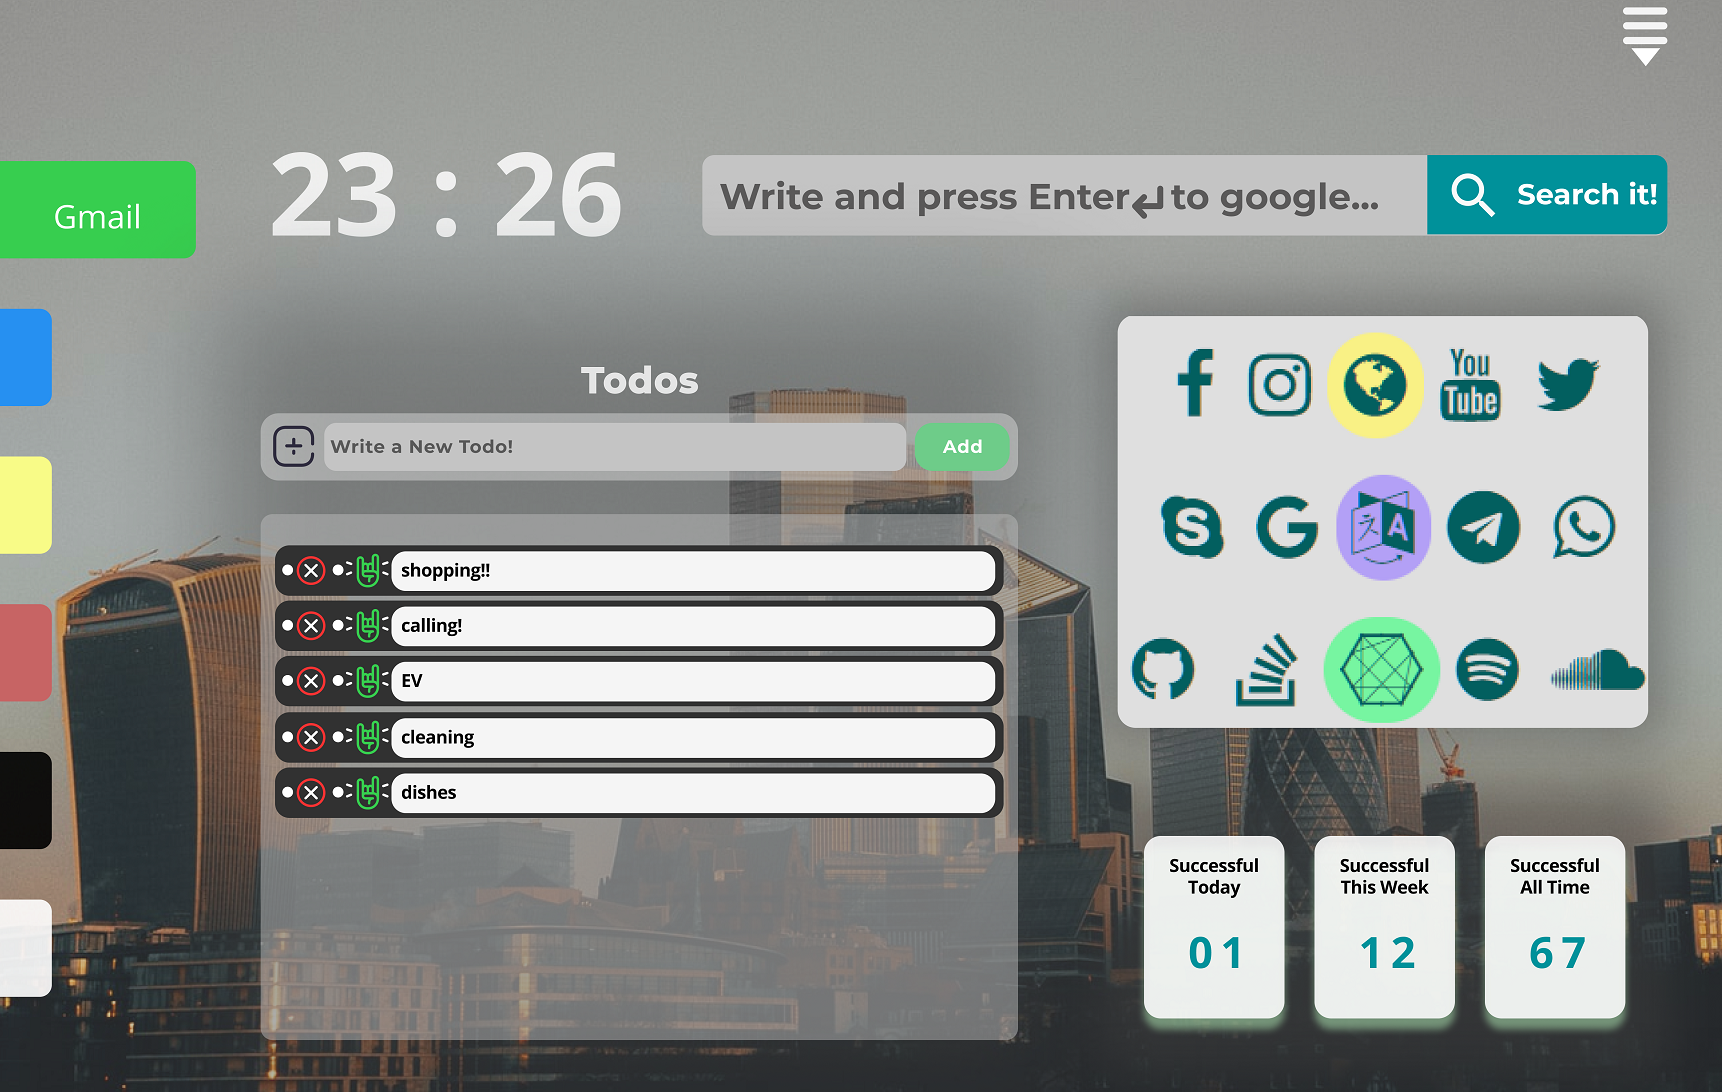 Gmail
23 : 26
Write and press Enter↵to google...
Search it!
Todos
Write a New Todo!
Add
shopping!!
calling!
EV
cleaning
dishes
You
Tube
S
G
文 A
Successful
Today
01
Successful
This Week
12
Successful
All Time
67